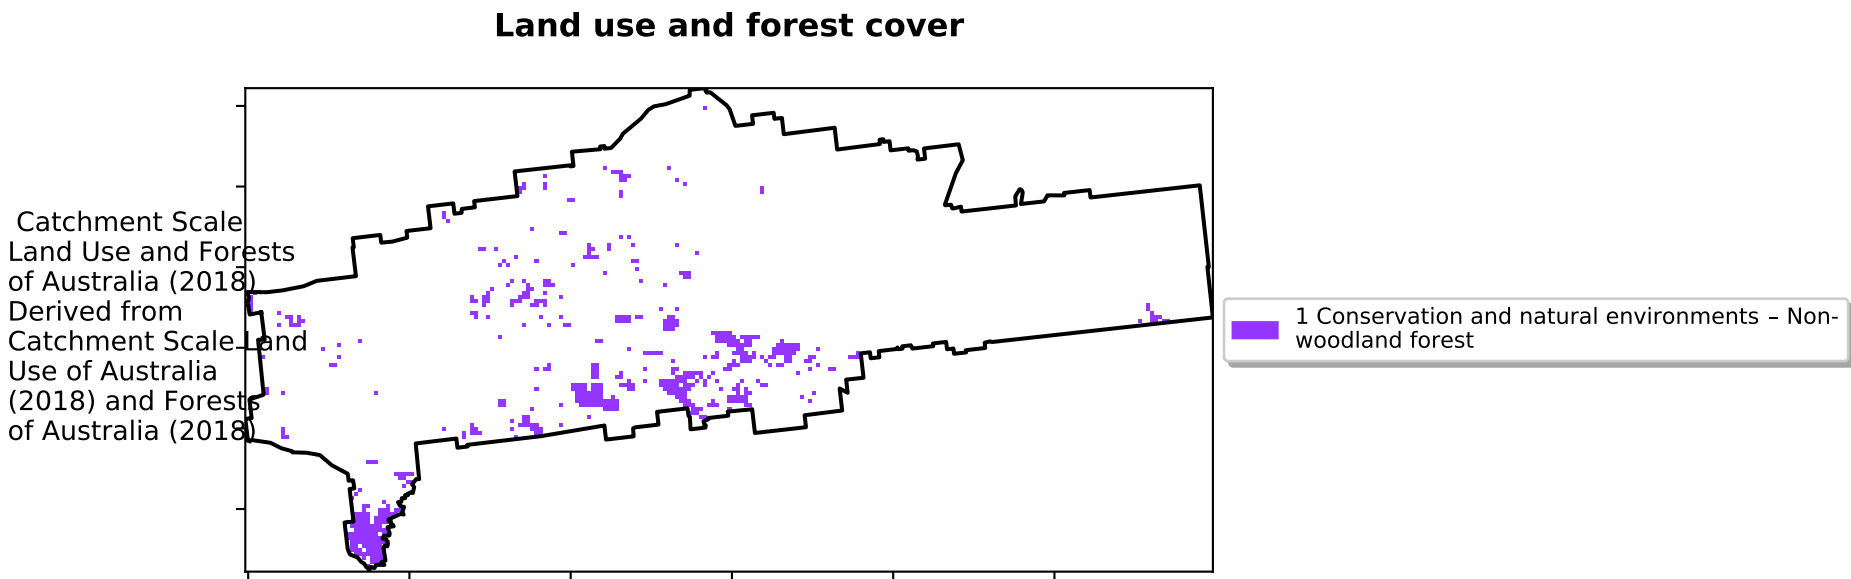 Land use and forest cover
Catchment Scale
Land Use and Forests
of Australia (2018)
Derived from
Catchment Scale Land
Use of Australia
(2018) and Forests
of Australia (2018)
1 Conservation and natural environments – Non-
woodland forest